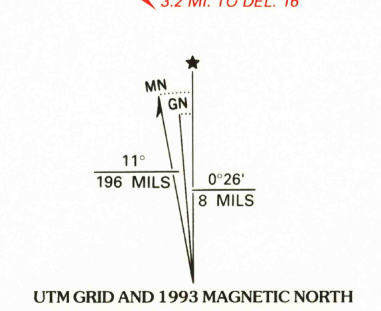 3.2 MI. TO DEL. 16
MN
GN
11°
196 MILS
0°26'
8 MILS
UTM GRID AND 1993 MAGNETIC NORTH